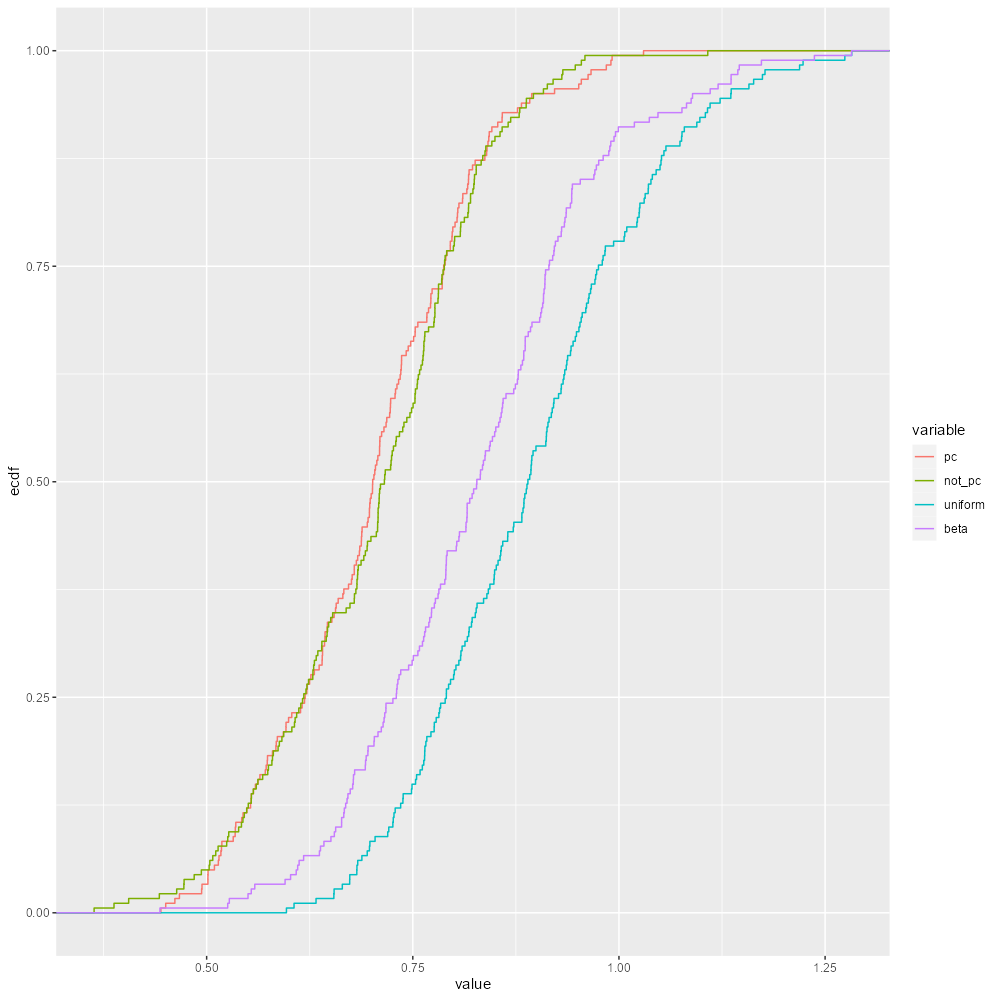 1.00
0.75
0.50
0.25
0.00
ecdf
0.50
0.75
1.00
1.25
value
variable
pc
not_pc
uniform
beta